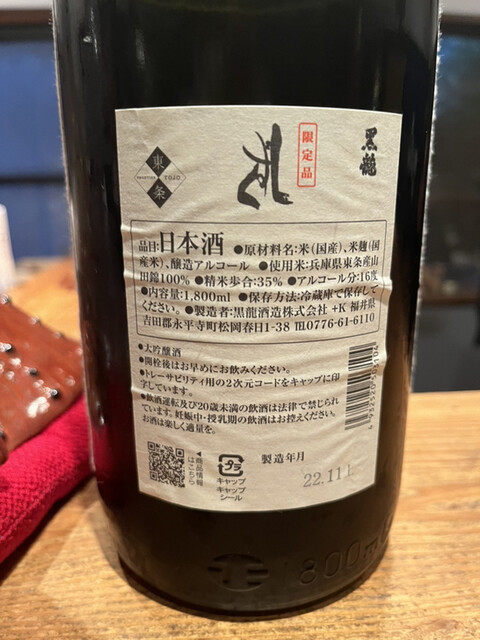 黒龍
限定品
東条
TOJO
品目:日本酒 ●原材料名:米(国産)、米麹(国
産米)、醸造アルコール ●使用米:兵庫県東条産山
田錦100% ●精米歩合:35% ●アルコール分:16度
●内容量:1,800ml ●保存方法:冷蔵庫で保存して
ください。●製造者:黒龍酒造株式会社 +K 福井県
吉田郡永平寺町松岡春日1-38 ℡0776-61-6110
●大吟醸酒
●開栓後はお早めにお飲みください。
●トレーサビリティ用の2次元コードをキャップに印
字しています。
●飲酒運転及び20歳未満の飲酒は法律で禁じられ
ています。妊娠中・授乳期の飲酒はお控えください。
お酒は楽しく適量を。
▲商品情報
はこちら
プラ
キャップ
キャップ
シール
製造年月
22.11